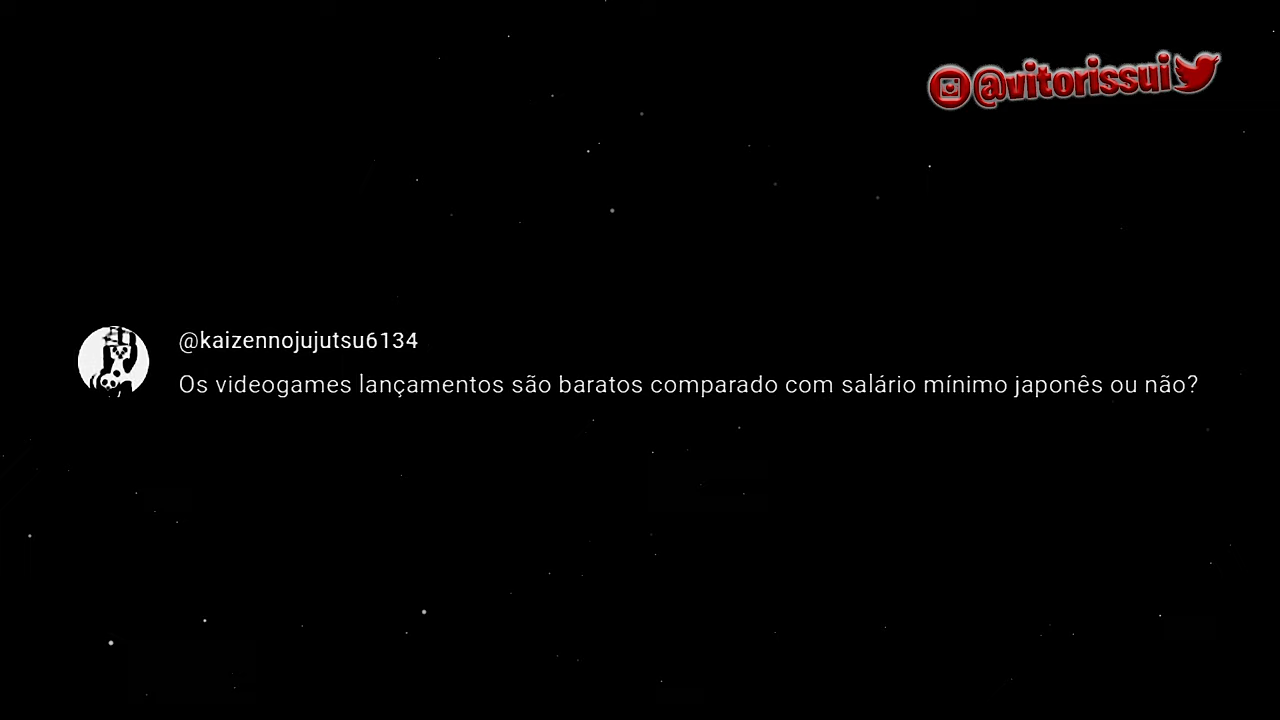 @vitorissui
@kaizennojujutsu6134
Os videogames lançamentos são baratos comparado com salário mínimo japonês ou não?